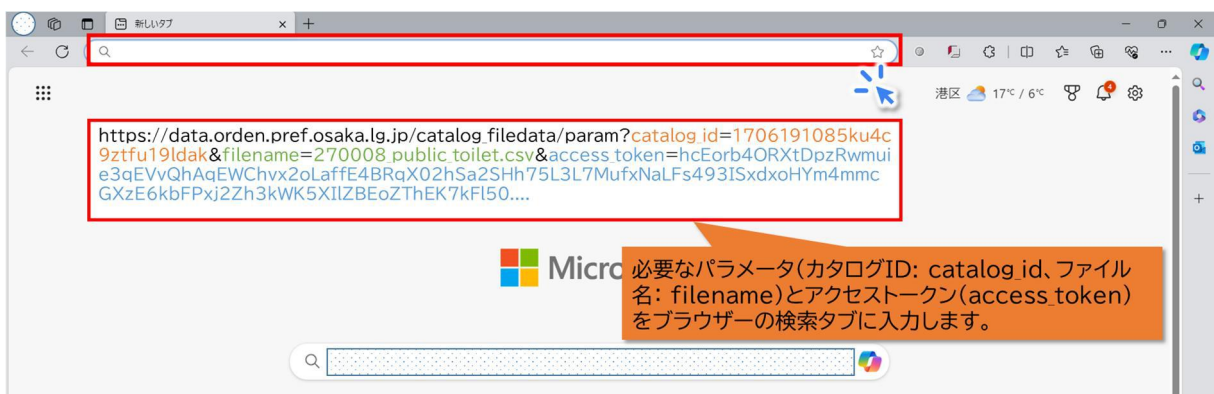 新しいタブ
港区 17℃ / 6℃
4
https://data.orden.pref.osaka.lg.jp/catalog_filedata/param?catalog_id=1706191085ku4c
9ztfu19ldak&filename=270008_public_toilet.csv&access_token=hcEorb4ORXtDpzRwmui
e3qEVvQhAqEWChvx2oLaffE4BRqX02hSa2SHh75L3L7MufxNaLFs493ISxdxoHYm4mmc
GXzE6kbFPxj2Zh3kWK5XIlZBEoZThEK7kFl50....
Micro
必要なパラメータ(カタログID: catalog_id、ファイル
名: filename)とアクセストークン(access_token)
をブラウザーの検索タブに入力します。